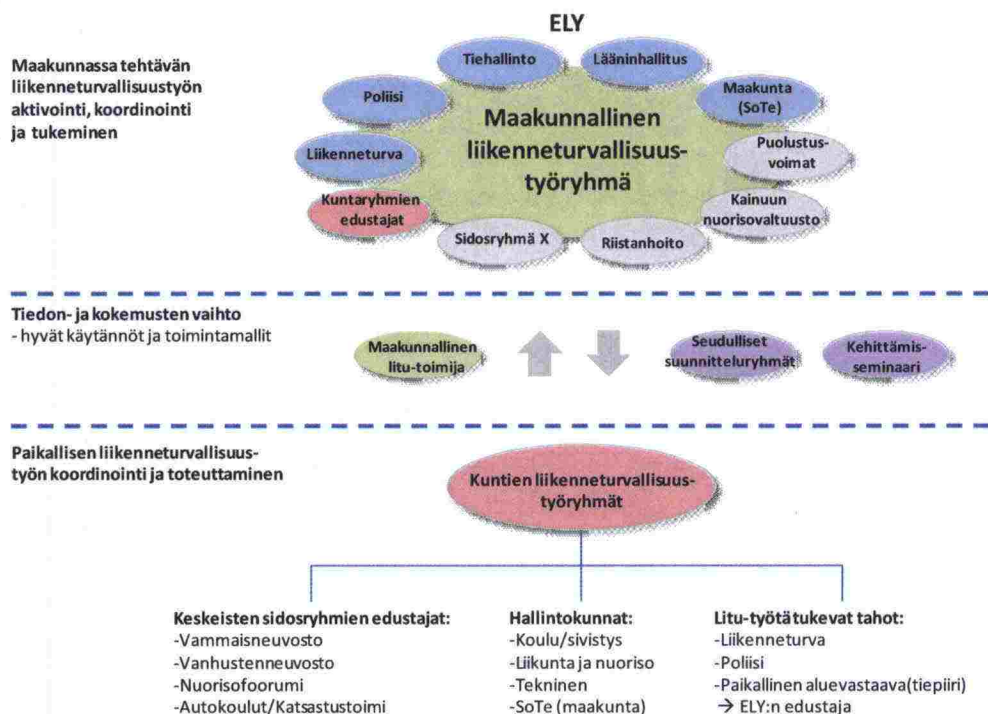 ELY
Maakunnassa tehtävän
liikenneturvallisuustyön
aktivointi, koordinointi
ja tukeminen
Tiehallinto
Lääninhallitus
Poliisi
Maakunta
(SoTe)
Maakunnallinen
liikenneturvallisuus-
työryhmä
Liikenneturva
Puolustus-
voimat
Kuntaryhmien
edustajat
Kainuun
nuorisovaltuusto
Sidosryhmä X
Riistanhoito
Tiedon- ja kokemusten vaihto
- hyvät käytännöt ja toimintamallit
Maakunnallinen
litu-toimija
Seudulliset
suunnitteluryhmät
Kehittämis-
seminaari
Paikallisen liikenneturvallisuus-
työn koordinointi ja toteuttaminen
Kuntien liikenneturvallisuus-
työryhmät
Keskeisten sidosryhmien edustajat:
-Vammaisneuvosto
-Vanhustenneuvosto
-Nuorisofoorumi
-Autokoulut/Katsastustoimi
Hallintokunnat:
-Koulu/sivistys
-Liikunta ja nuoriso
-Tekninen
-SoTe (maakunta)
Litu-työtä tukevat tahot:
-Liikenneturva
-Poliisi
-Paikallinen aluevastaava(tiepiiri)
→ ELY:n edustaja